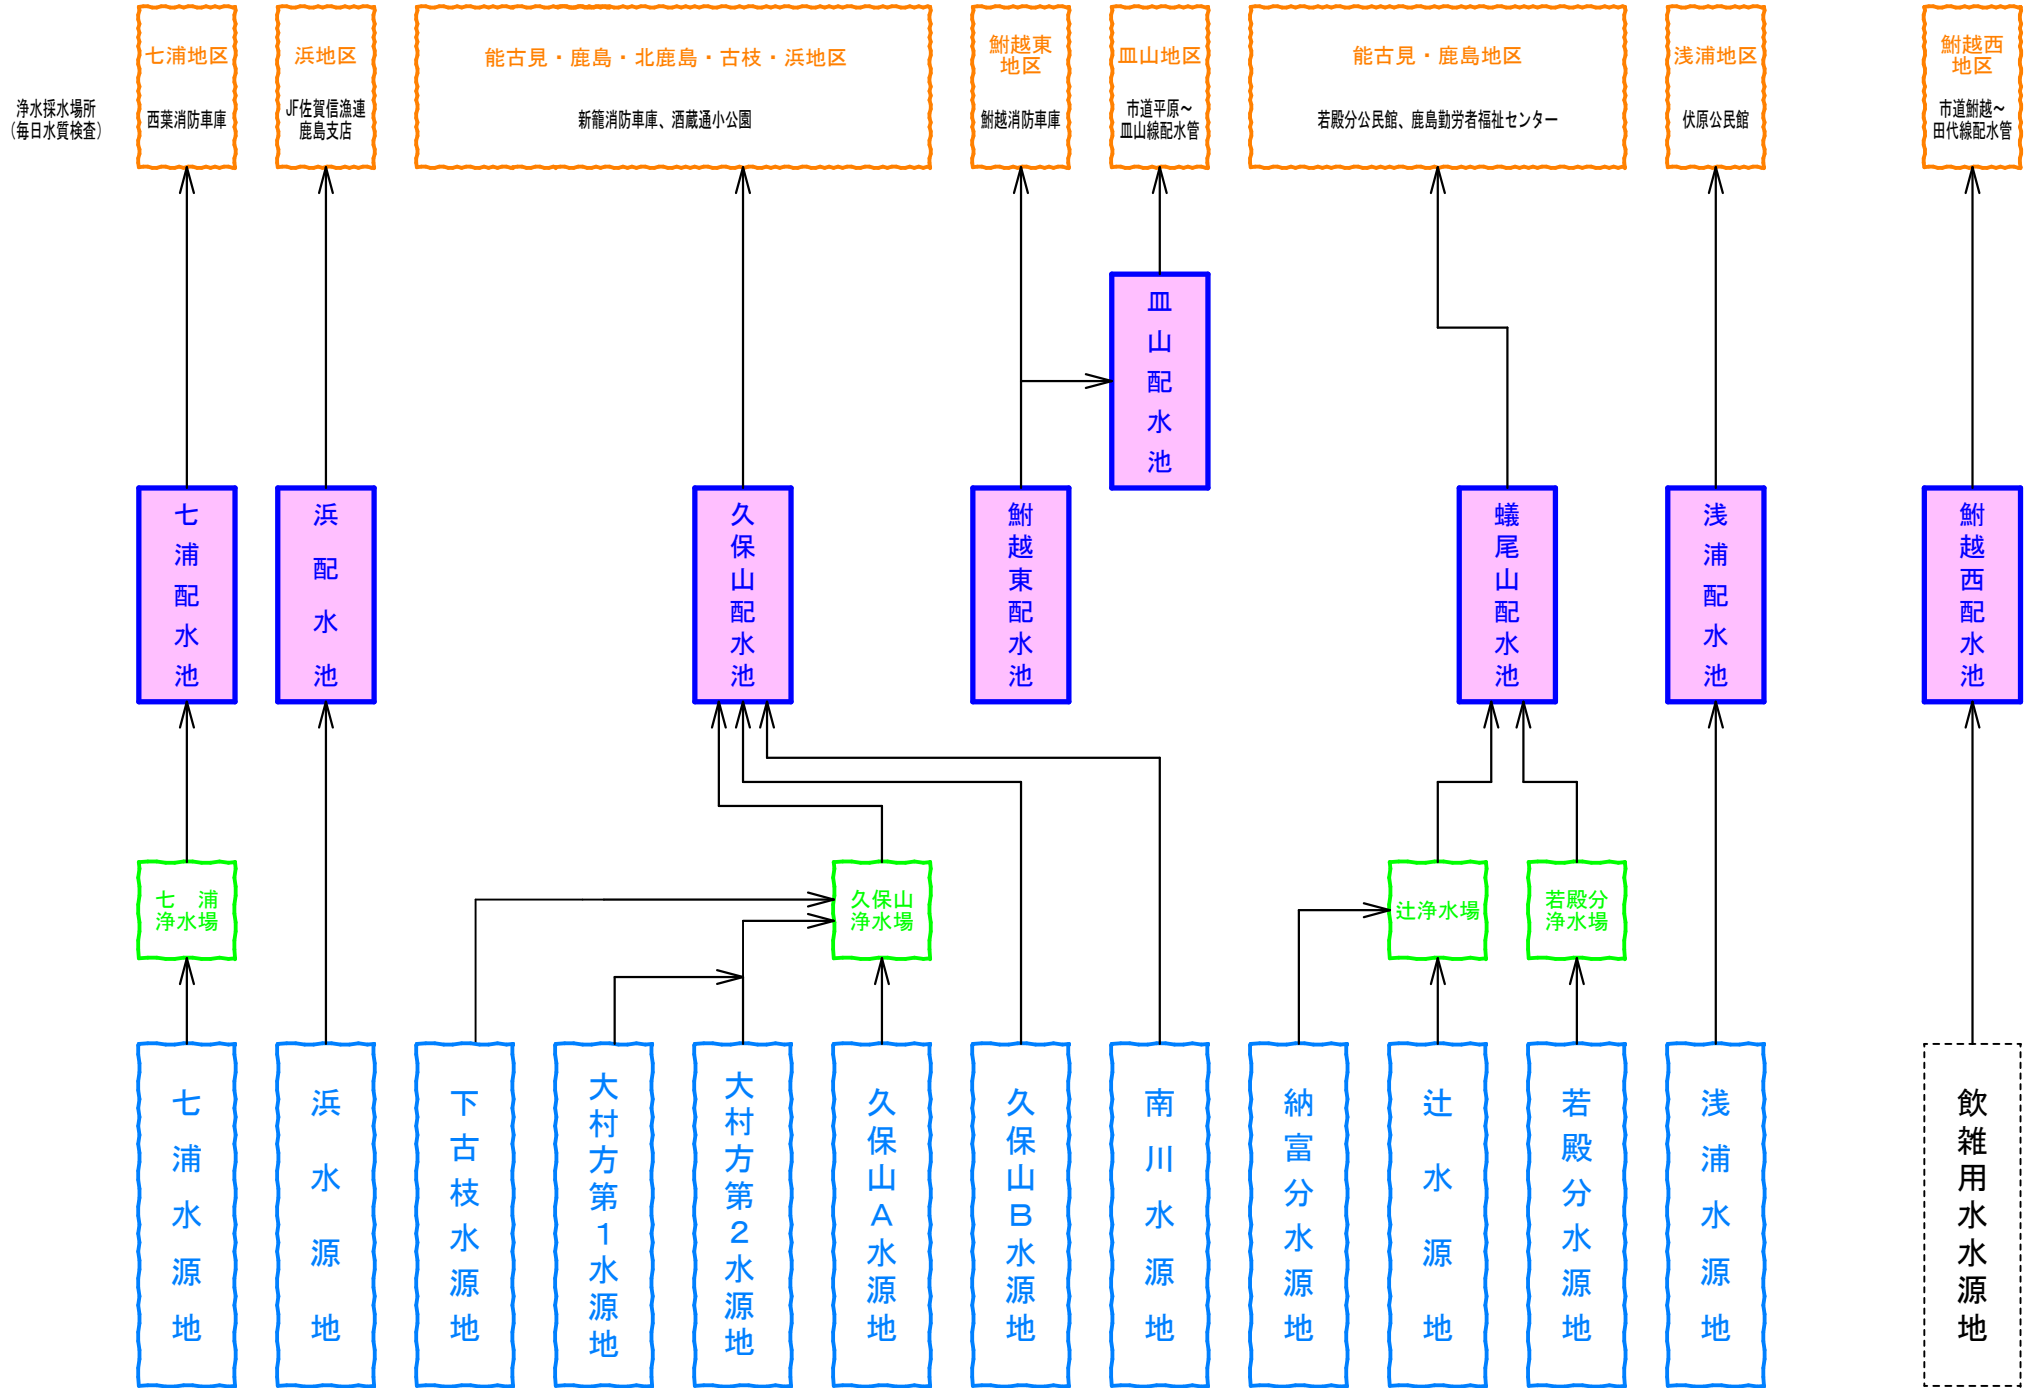 七浦地区
浜地区
能古見・鹿島・北鹿島・古枝・浜地区
鮒越東
地区
皿山地区
能古見・鹿島地区
浅浦地区
鮒越西
地区
浄水採水場所
（毎日水質検査）
西葉消防車庫
JF佐賀信漁連
鹿島支店
新籠消防車庫、酒蔵通小公園
鮒越消防車庫
市道平原～
皿山線配水管
若殿分公民館、鹿島勤労者福祉センター
伏原公民館
市道鮒越～
田代線配水管
皿山配水池
七浦配水池
浜配水池
久保山配水池
鮒越東配水池
蟻尾山配水池
浅浦配水池
鮒越西配水池
七　浦
浄水場
久保山
浄水場
辻浄水場
若殿分
浄水場
七浦水源地
浜水源地
下古枝水源地
大村方第1水源地
大村方第2水源地
久保山A水源地
久保山B水源地
南川水源地
納富分水源地
辻水源地
若殿分水源地
浅浦水源地
飲雑用水水源地